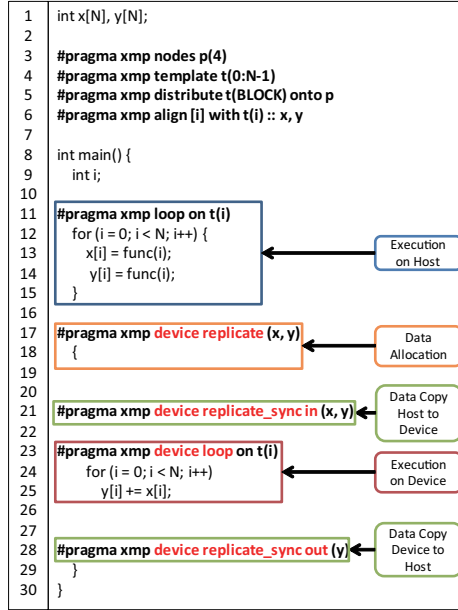 1 int x[N], y[N];
2
3 #pragma xmp nodes p(4)
4 #pragma xmp template t(0:N-1)
5 #pragma xmp distribute t(BLOCK) onto p
6 #pragma xmp align [i] with t(i) :: x, y
7
8 int main() {
9 int i;
10
11 #pragma xmp loop on t(i)
12 for (i = 0; i < N; i++) {
13 x[i] = func(i);
14 y[i] = func(i);
15 }
Execution
on Host
16
17 #pragma xmp device replicate (x, y)
18 {
Data
Allocation
19
20
21 #pragma xmp device replicate_sync in (x, y)
Data Copy
Host to
Device
22
23 #pragma xmp device loop on t(i)
24 for (i = 0; i < N; i++)
25 y[i] += x[i];
Execution
on Device
26
27
28 #pragma xmp device replicate_sync out (y)
Data Copy
Device to
Host
29 }
30 }